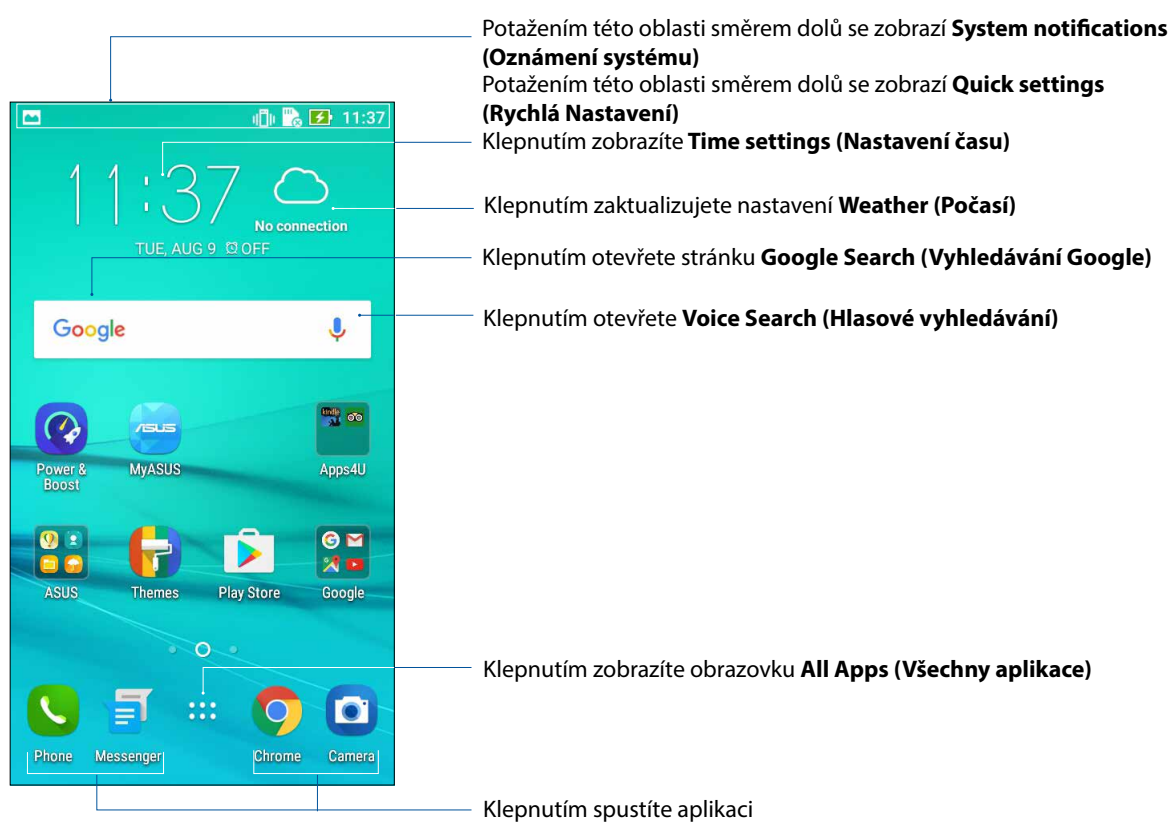 Potažením této oblasti směrem dolů se zobrazí System notifications
(Oznámení systému)
Potažením této oblasti směrem dolů se zobrazí Quick settings
(Rychlá Nastavení)
11:37
Klepnutím zobrazíte Time settings (Nastavení času)
11:37
No connection
Klepnutím zaktualizujete nastavení Weather (Počasí)
TUE, AUG 9 OFF
Klepnutím otevřete stránku Google Search (Vyhledávání Google)
Google
Klepnutím otevřete Voice Search (Hlasové vyhledávání)
kindle
ASUS
Power &
Boost
MyASUS
Apps4U
ASUS
Themes
Play Store
Google
Klepnutím zobrazíte obrazovku All Apps (Všechny aplikace)
Phone
Messenger
Chrome
Camera
Klepnutím spustíte aplikaci